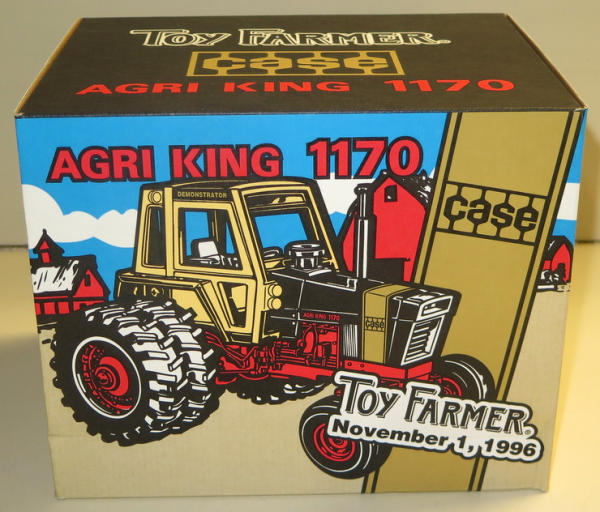 TOY FARMER®
case
AGRI KING 1170
AGRI KING 1170
case
DEMONSTRATOR
AGRI KING 1170
case
TOY FARMER®
November 1, 1996